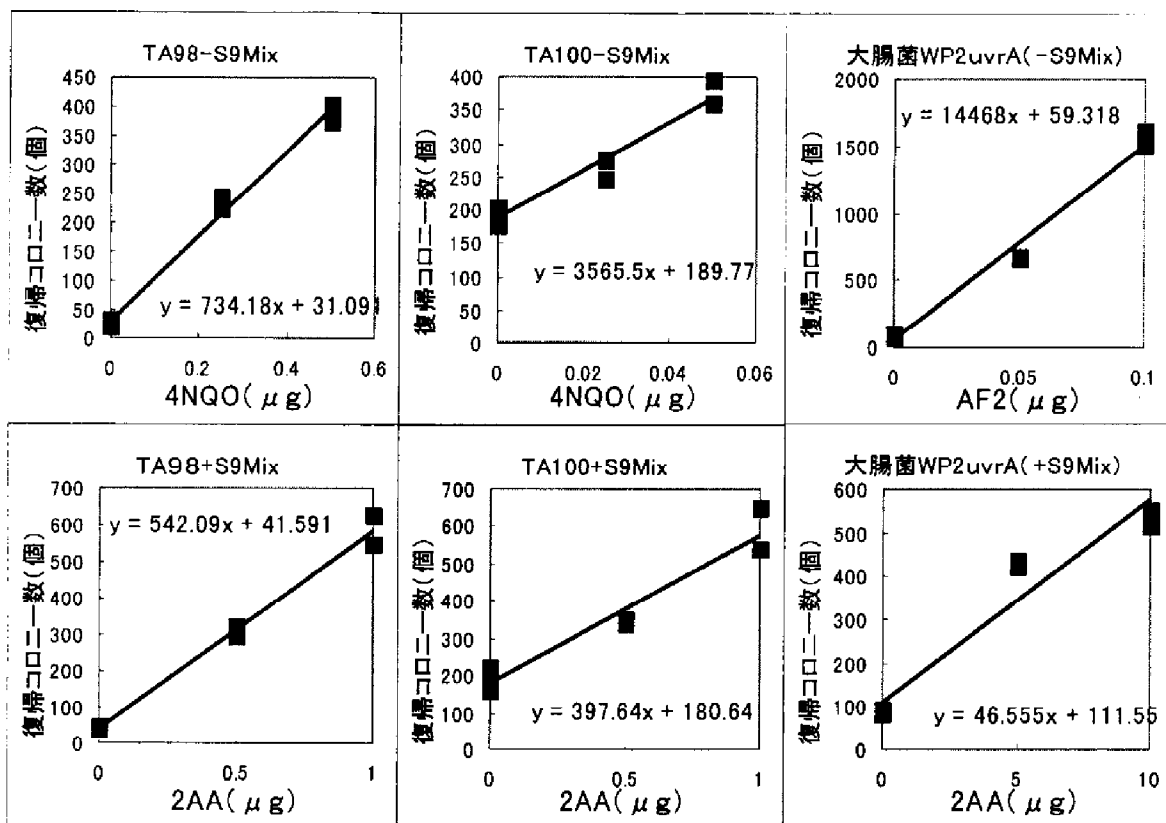 TA98-S9Mix
復帰コロニー数(個)
450
400
350
300
250
200
150
100
50
0
y = 734.18x + 31.091
0 0.2 0.4 0.6
4NQO(μg)
TA100-S9Mix
復帰コロニー数(個)
400
350
300
250
200
150
100
50
0
y = 3565.5x + 189.77
0 0.02 0.04 0.06
4NQO(μg)
大腸菌WP2uvrA(-S9Mix)
復帰コロニー数(個)
2000
y = 14468x + 59.318
1500
1000
500
0
0 0.05 0.1
AF2(μg)
TA98+S9Mix
復帰コロニー数(個)
700
y = 542.09x + 41.591
600
500
400
300
200
100
0
0 0.5 1
2AA(μg)
TA100+S9Mix
復帰コロニー数(個)
700
600
500
400
300
200
100
y = 397.64x + 180.64
0
0 0.5 1
2AA(μg)
大腸菌WP2uvrA(+S9Mix)
復帰コロニー数(個)
600
500
400
300
200
100
y = 46.555x + 111.55
0
0 5 10
2AA(μg)